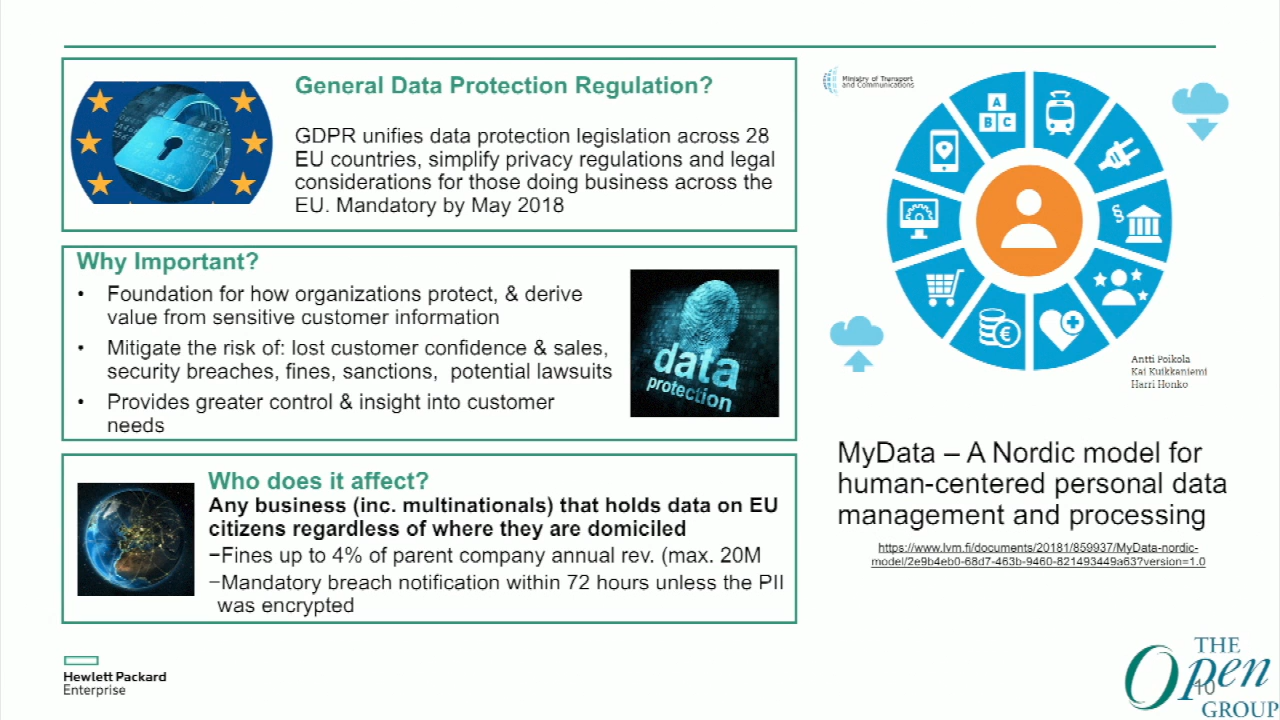 General Data Protection Regulation?
GDPR unifies data protection legislation across 28
EU countries, simplify privacy regulations and legal
considerations for those doing business across the
EU. Mandatory by May 2018
Why Important?
• Foundation for how organizations protect, & derive
value from sensitive customer information
• Mitigate the risk of: lost customer confidence & sales,
security breaches, fines, sanctions, potential lawsuits
• Provides greater control & insight into customer
needs
data
protection
Who does it affect?
Any business (inc. multinationals) that holds data on EU
citizens regardless of where they are domiciled
–Fines up to 4% of parent company annual rev. (max. 20M
–Mandatory breach notification within 72 hours unless the PII
was encrypted
Ministry of Transport
and Communications
A
B C
§
€
Antti Poikola
Kai Kuikkaniemi
Harri Honko
MyData – A Nordic model for
human-centered personal data
management and processing
https://www.lvm.fi/documents/20181/859937/MyData-nordic-
model/2e9b4eb0-68d7-463b-9460-821493449a63?version=1.0
Hewlett Packard
Enterprise
THE
Open
GROUP
10